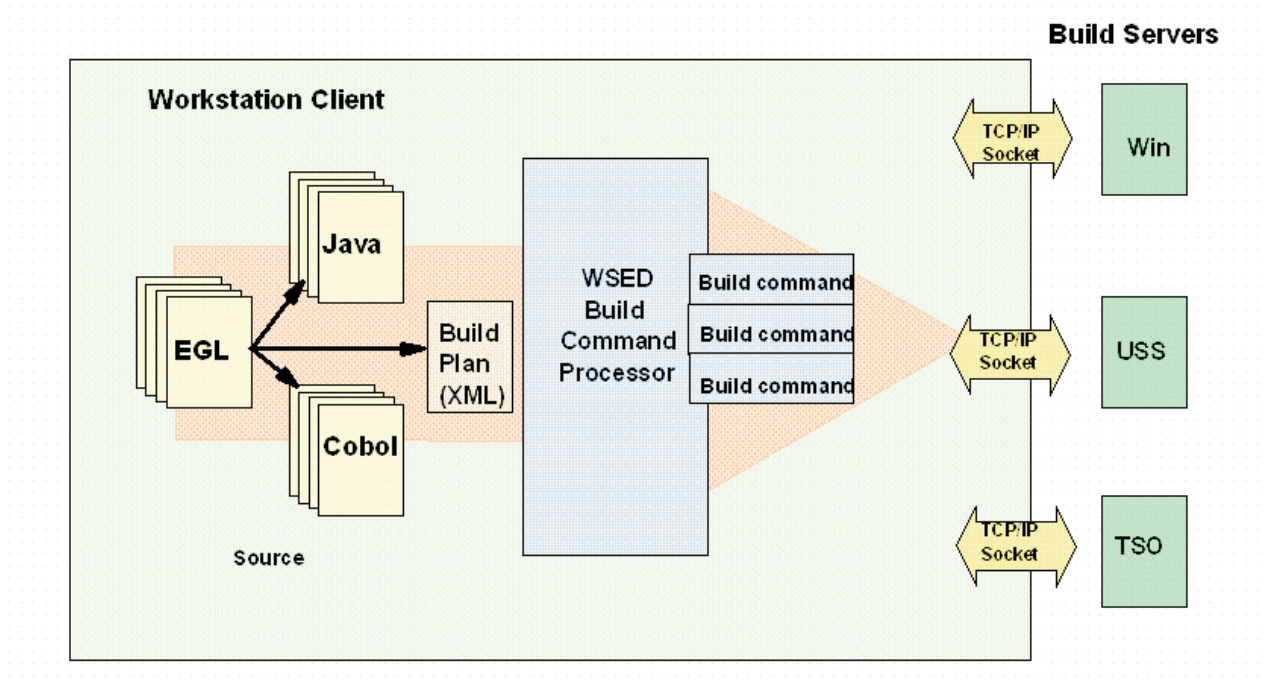 Build Servers
Workstation Client
TCP/IP
Socket
Win
Java
EGL
Build
Plan
(XML)
Cobol
Source
WSED
Build
Command
Processor
Build command
Build command
Build command
TCP/IP
Socket
USS
TCP/IP
Socket
TSO